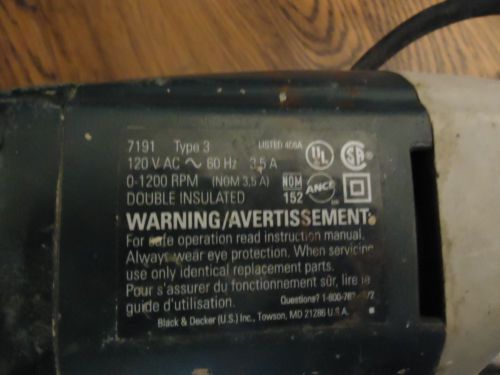 7191 Type 3 LISTED
120 V AC ~ 60 Hz 3.5 A UL SA
0-1200 RPM (NOM 3,5 A) NOM ANCE
DOUBLE INSULATED 152
WARNING/AVERTISSEMENT
For safe operation read instruction manual.
Always wear eye protection. When servicing
use only identical replacement parts.
Pour s'assurer du fonctionnement sûr, lire le
guide d'utilisation. Questions?
Black & Decker (U.S.) Inc., Towson, MD 21286 U.S.A.